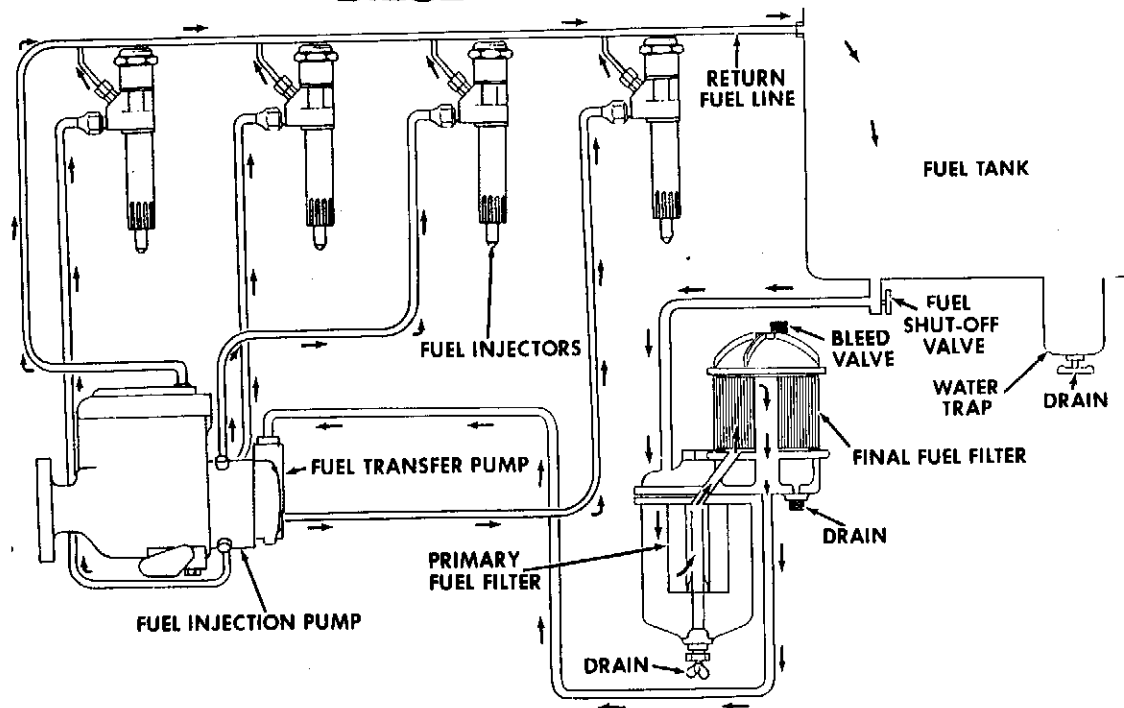 RETURN
FUEL LINE
FUEL TANK
FUEL
SHUT-OFF
VALVE
BLEED
VALVE
FUEL INJECTORS
WATER
TRAP
DRAIN
FINAL FUEL FILTER
FUEL TRANSFER PUMP
DRAIN
PRIMARY
FUEL FILTER
FUEL INJECTION PUMP
DRAIN